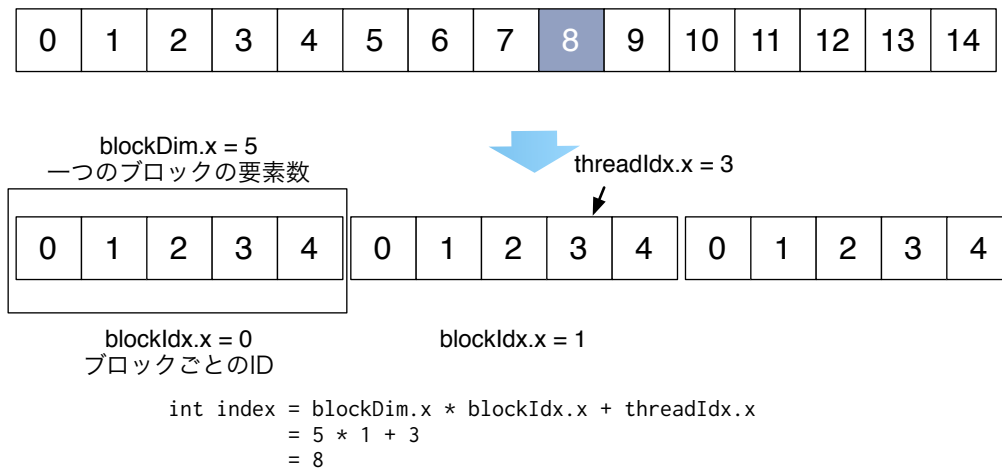 0 1 2 3 4 5 6 7 8 9 10 11 12 13 14
blockDim.x = 5
一つのブロックの要素数
threadIdx.x = 3
0 1 2 3 4 0 1 2 3 4 0 1 2 3 4
blockIdx.x = 0
ブロックごとのID
blockIdx.x = 1
int index = blockDim.x * blockIdx.x + threadIdx.x
= 5 * 1 + 3
= 8